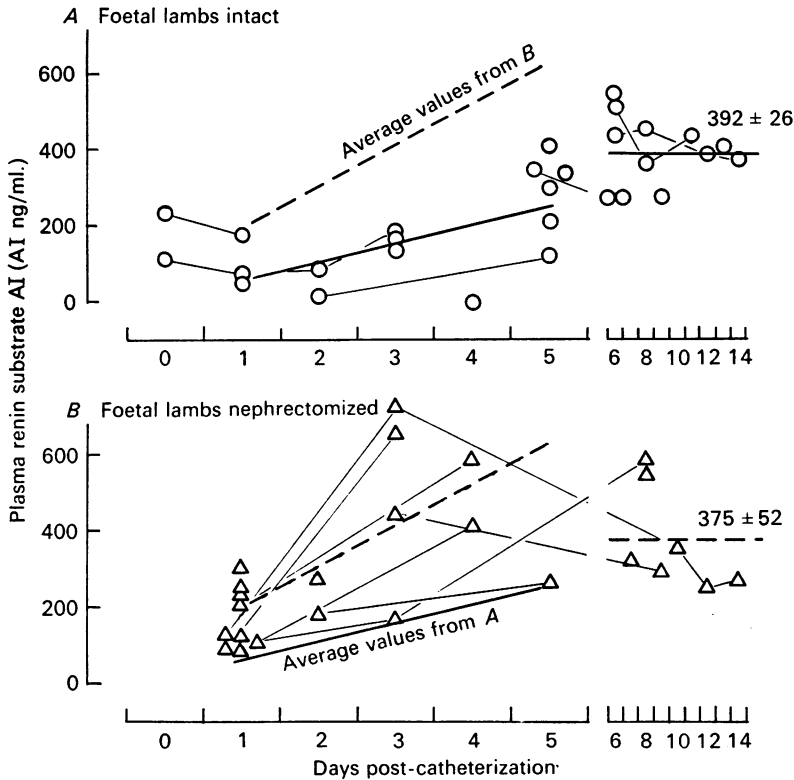 A Foetal lambs intact
600
400
200
0
Average values from B
392 ± 26
0 1 2 3 4 5 6 8 10 12 14
Plasma renin substrate AI (AI ng/ml.)
B Foetal lambs nephrectomized
600
400
200
0
375 ± 52
Average values from A
0 1 2 3 4 5 6 8 10 12 14
Days post-catheterization